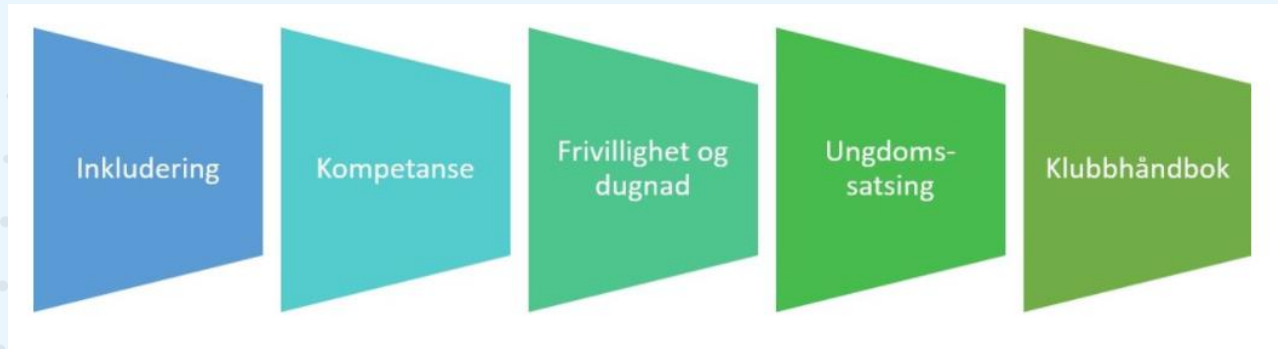 Inkludering
Kompetanse
Frivillighet og
dugnad
Ungdoms-
satsing
Klubbhåndbok